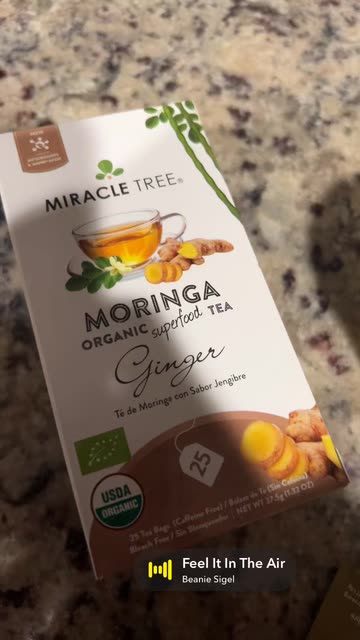 MIRACLE TREE®
MORINGA
ORGANIC superfood TEA
Ginger
Té de Moringa con Sabor Jengibre
25
USDA
ORGANIC
25 Tea Bags (Caffeine Free) / Bolsas de Té (Sin Cafeína)
Bleach Free / Sin Blanqueador
NET WT 37.5g (1.32 OZ)
Feel It In The Air
Beanie Sigel